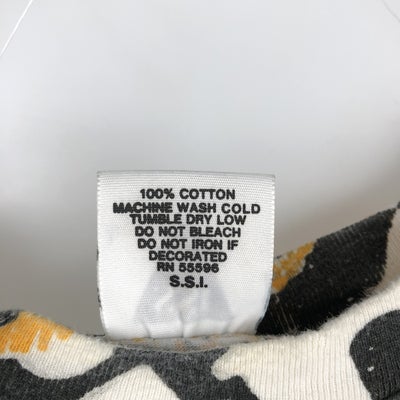 100% COTTON
MACHINE WASH COLD
TUMBLE DRY LOW
DO NOT BLEACH
DO NOT IRON IF
DECORATED
RN 55596
S.S.I.